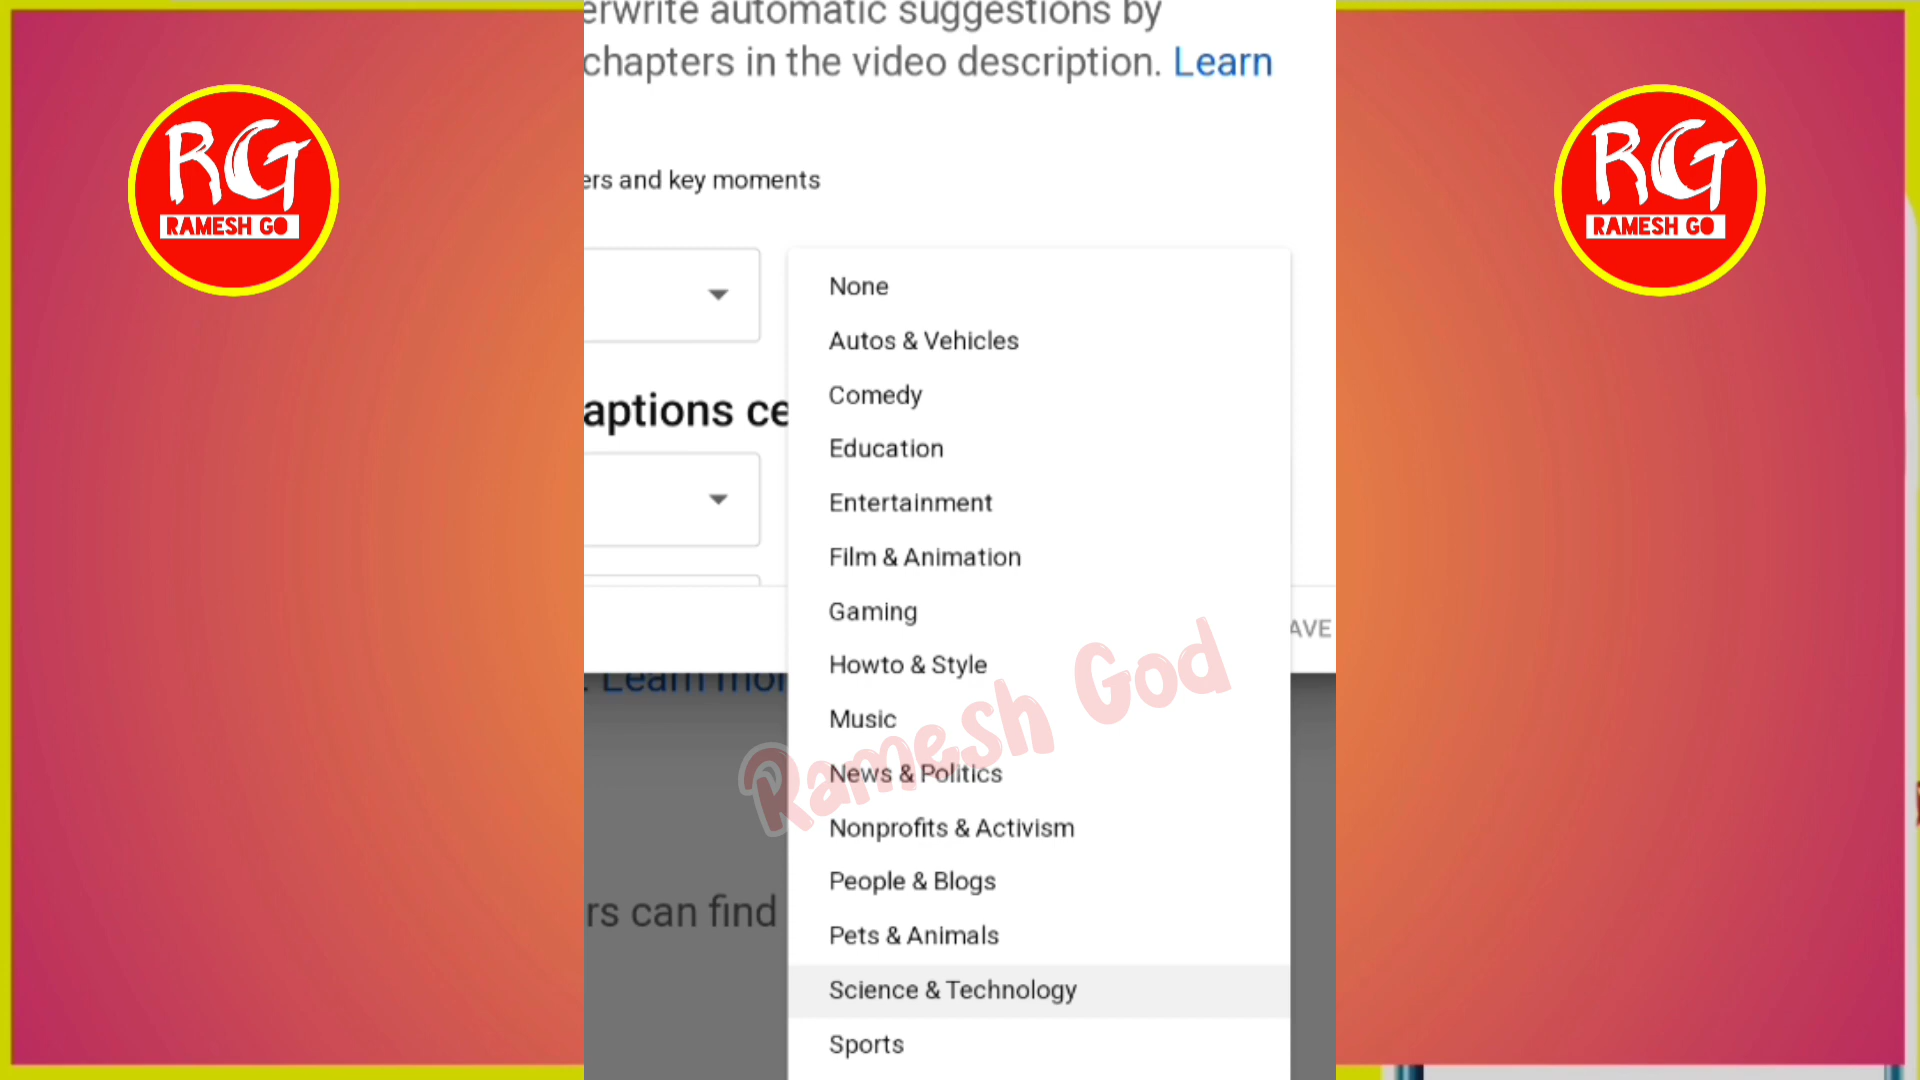 erwrite automatic suggestions by
chapters in the video description. Learn
RG
RAMESH GO
RG
RAMESH GO
ers and key moments
None
Autos & Vehicles
Comedy
aptions ce
Education
Entertainment
Film & Animation
Gaming
AVE
Howto & Style
. Learn mor
Music
Ramesh God
News & Politics
Nonprofits & Activism
People & Blogs
rs can find
Pets & Animals
Science & Technology
Sports